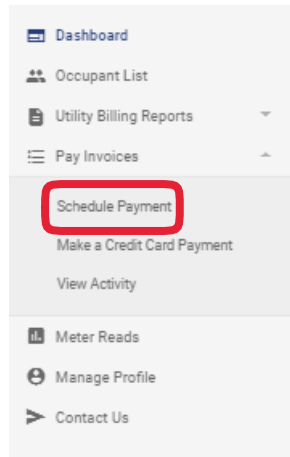 Dashboard
Occupant List
Utility Billing Reports
Pay Invoices
Schedule Payment
Make a Credit Card Payment
View Activity
Meter Reads
Manage Profile
Contact Us